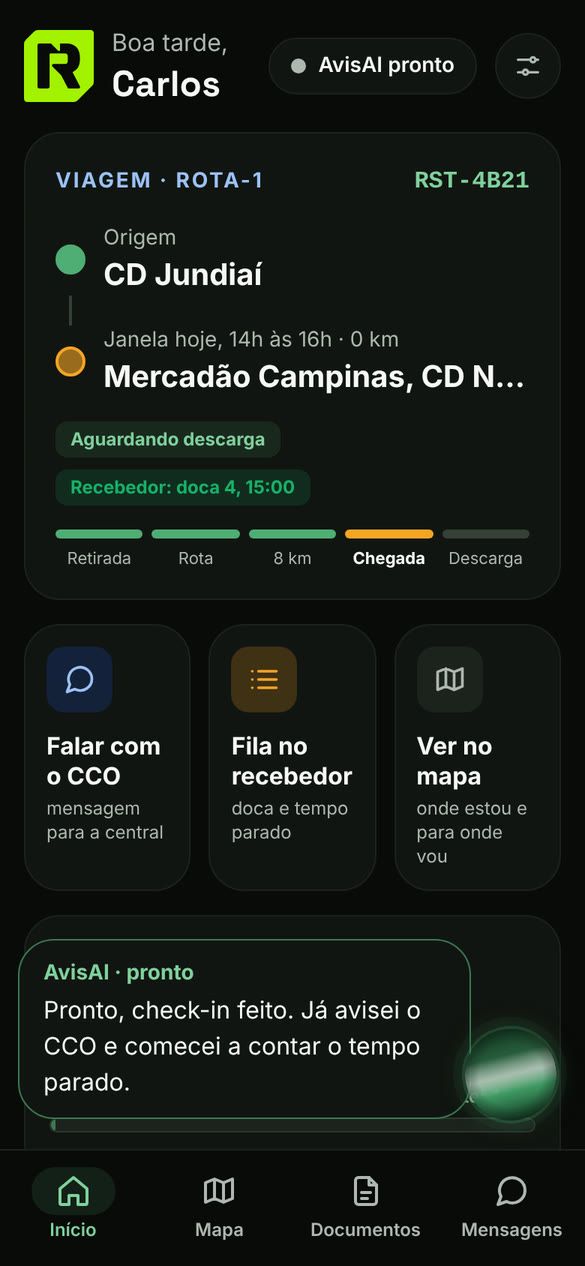 Boa tarde,
Carlos
AvisAI pronto
VIAGEM · ROTA-1
RST-4B21
Origem
CD Jundiaí
Janela hoje, 14h às 16h · 0 km
Mercadão Campinas, CD N...
Aguardando descarga
Recebedor: doca 4, 15:00
Retirada
Rota
8 km
Chegada
Descarga
Falar com
o CCO
mensagem
para a central
Fila no
recebedor
doca e tempo
parado
Ver no
mapa
onde estou e
para onde
vou
AvisAI · pronto
Pronto, check-in feito. Já avisei o
CCO e comecei a contar o tempo
parado.
Início
Mapa
Documentos
Mensagens